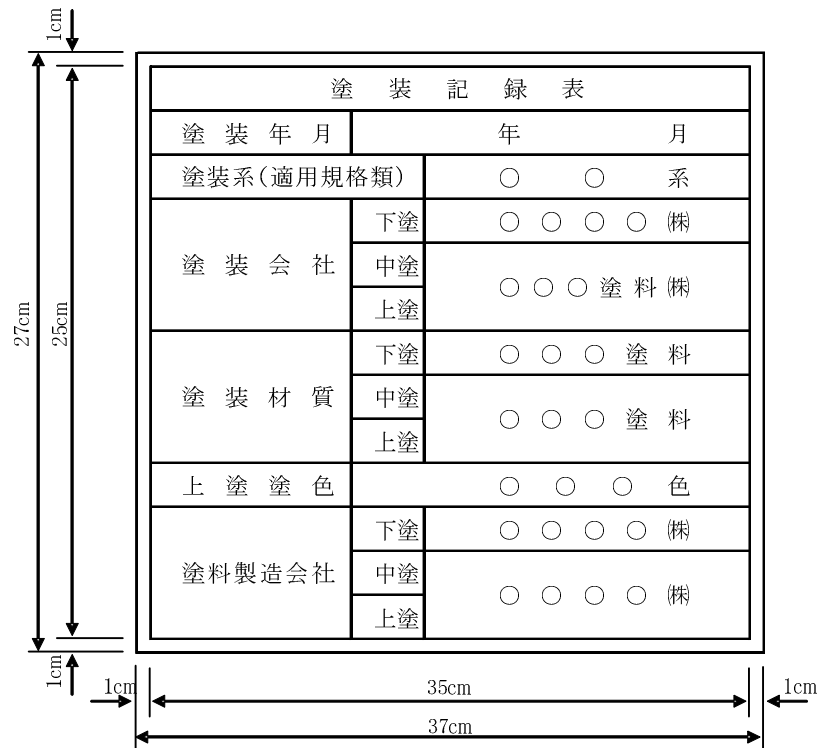 1cm
塗装記録表
塗装年月 年 月
塗装系(適用規格類) ○ ○ 系
塗装会社 下塗 ○○○○㈱
中塗 ○○○塗料㈱
上塗
塗装材質 下塗 ○○○塗料
中塗 ○○○塗料
上塗
上塗塗色 ○○○色
塗料製造会社 下塗 ○○○○㈱
中塗 ○○○○㈱
上塗
27cm
25cm
1cm
1cm
35cm
1cm
37cm